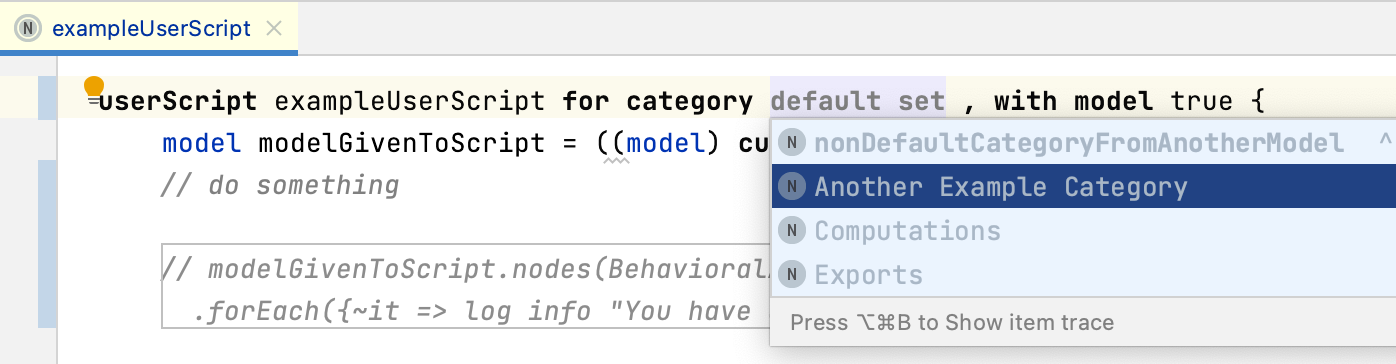 N exampleUserScript
userScript exampleUserScript for category default set , with model true {
model modelGivenToScript = ((model) cu
// do something
// modelGivenToScript.nodes(Behavioral
.forEach({~it => log info "You have
N nonDefaultCategoryFromAnotherModel ^
N Another Example Category
N Computations
N Exports
Press ⌥⌘B to Show item trace